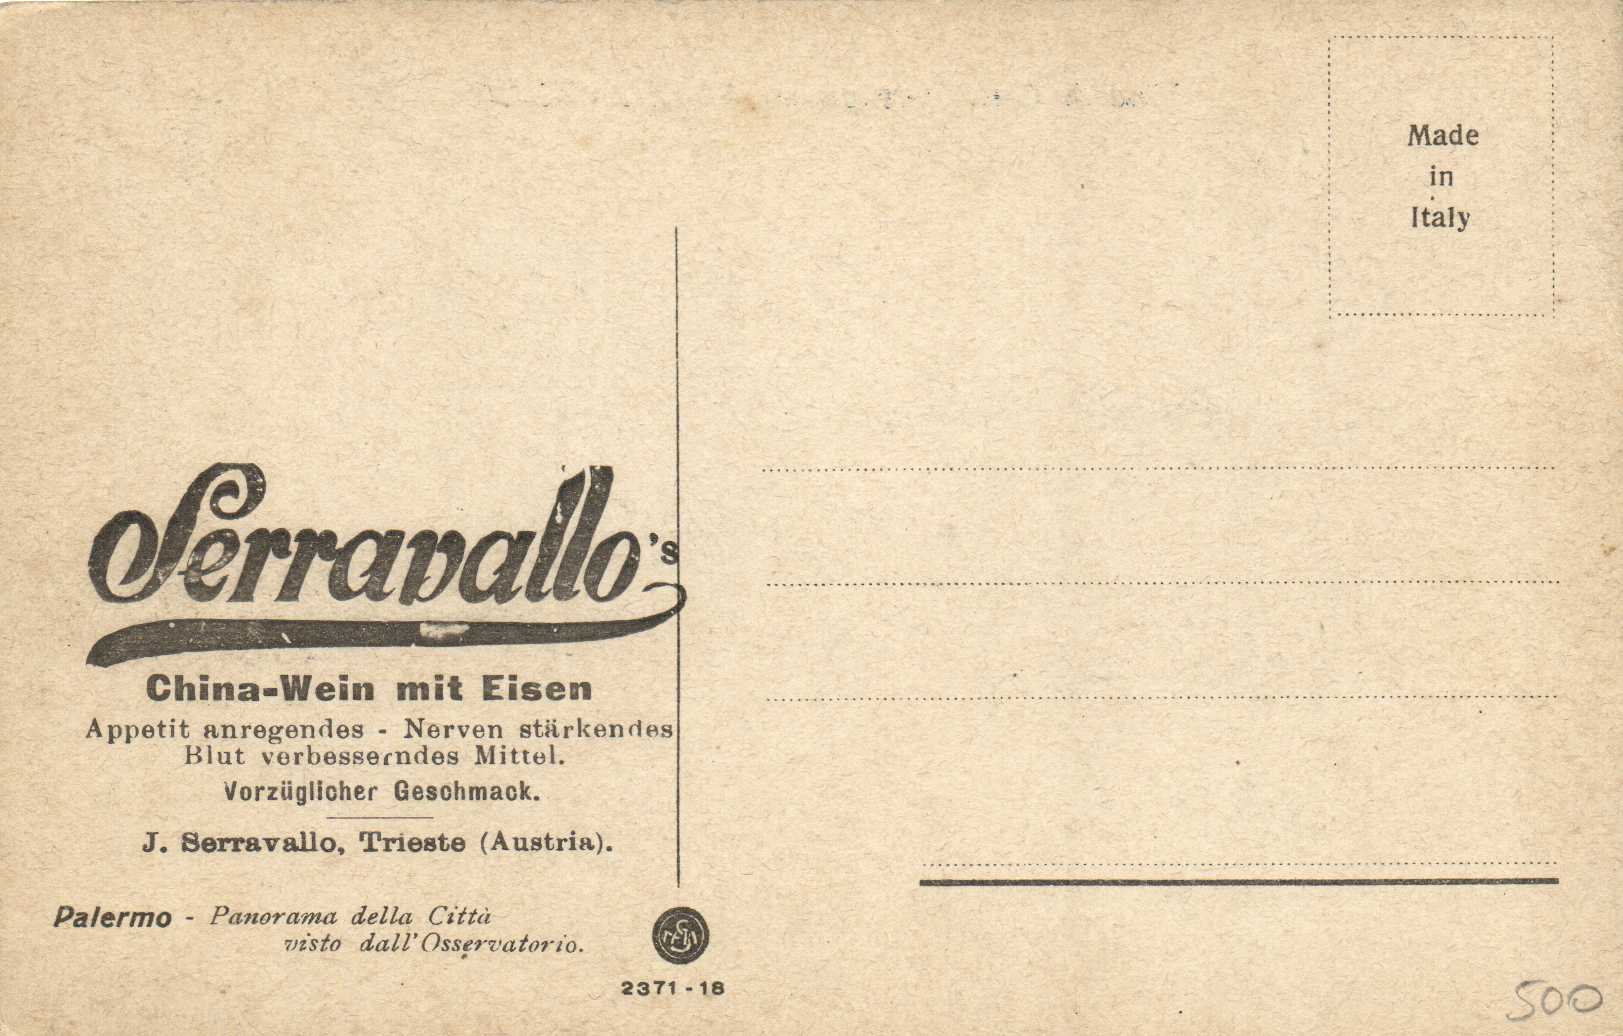 Made
in
Italy
Serravallo's
China-Wein mit Eisen
Appetit anregendes - Nerven stärkendes
Blut verbesserndes Mittel.
Vorzüglicher Geschmack.
J. Serravallo, Trieste (Austria).
Palermo - Panorama della Città
visto dall'Osservatorio.
2371 - 18
500